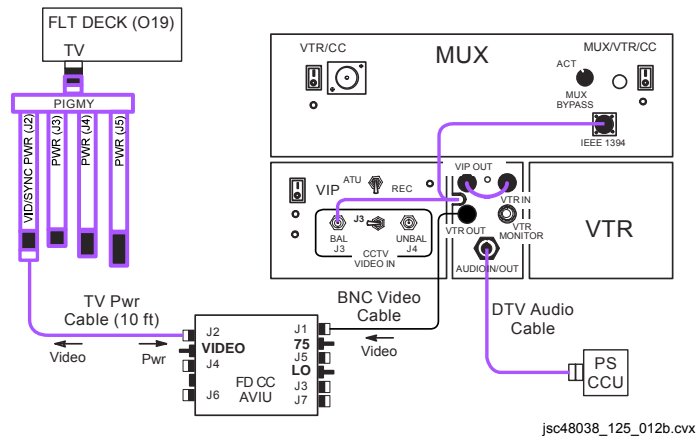 FLT DECK (O19)
TV
PIGMY
VID/SYNC PWR (J2)
PWR (J3)
PWR (J4)
PWR (J5)
VTR/CC
MUX
MUX/VTR/CC
ACT
MUX
BYPASS
IEEE 1394
VIP
ATU
REC
J3
BAL
J3
UNBAL
J4
CCTV
VIDEO IN
VIP OUT
VTR IN
VTR OUT
VTR
MONITOR
AUDIO IN/OUT
VTR
TV Pwr
Cable (10 ft)
Video
Pwr
BNC Video
Cable
Video
DTV Audio
Cable
J2
VIDEO
J4
J6
J1
75
J5
LO
J3
J7
FD CC
AVIU
PS
CCU
jsc48038_125_012b.cvx